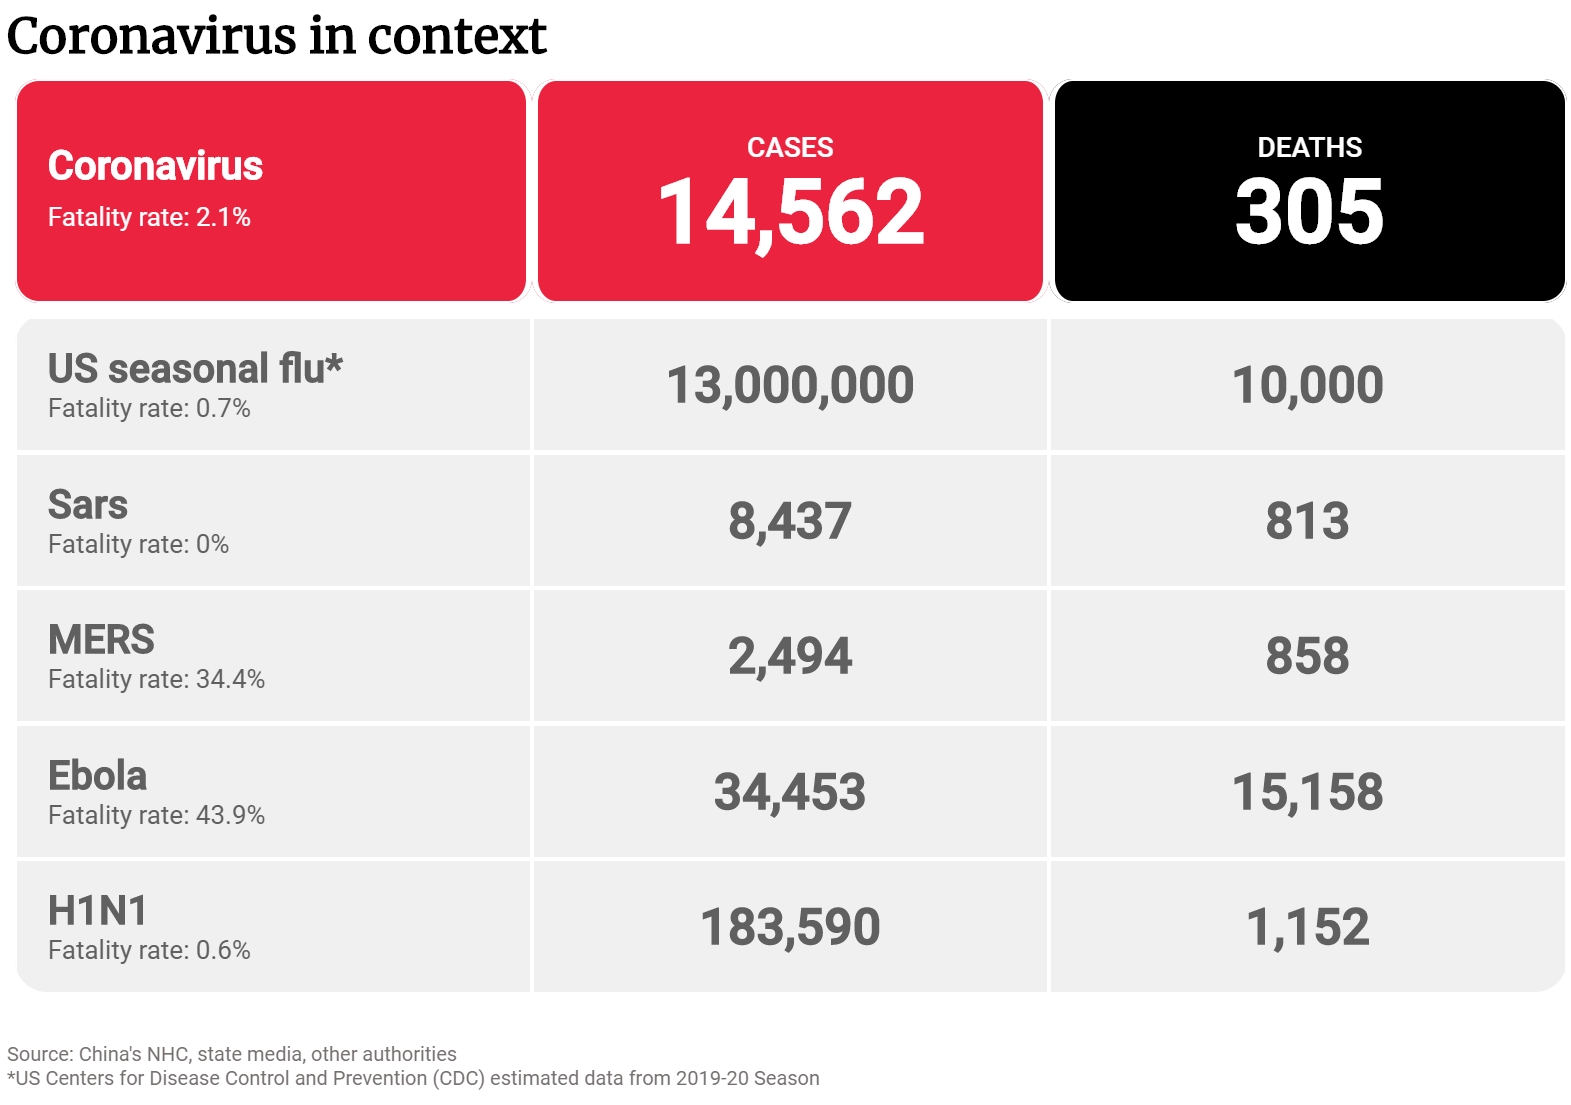 Coronavirus in context
Coronavirus
Fatality rate: 2.1%
CASES
14,562
DEATHS
305
US seasonal flu*
Fatality rate: 0.7%
13,000,000
10,000
Sars
Fatality rate: 0%
8,437
813
MERS
Fatality rate: 34.4%
2,494
858
Ebola
Fatality rate: 43.9%
34,453
15,158
H1N1
Fatality rate: 0.6%
183,590
1,152
Source: China's NHC, state media, other authorities
*US Centers for Disease Control and Prevention (CDC) estimated data from 2019-20 Season